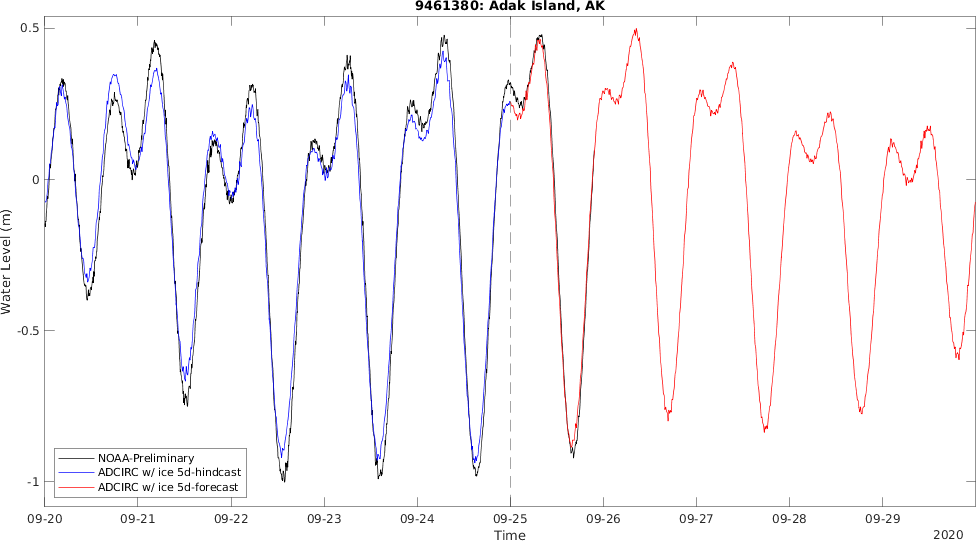 9461380: Adak Island, AK
0.5
0
-0.5
-1
Water Level (m)
NOAA-Preliminary
ADCIRC w/ ice 5d-hindcast
ADCIRC w/ ice 5d-forecast
09-20 09-21 09-22 09-23 09-24 09-25 09-26 09-27 09-28 09-29
Time
2020